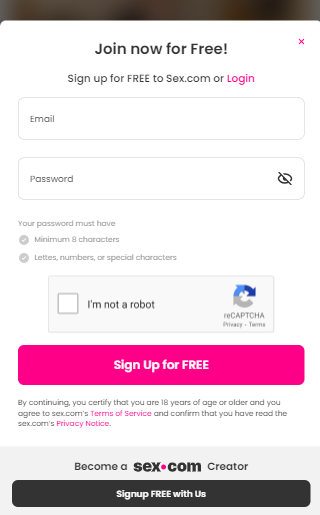 Join now for Free!
×
Sign up for FREE to Sex.com or Login
Email
Password
Your password must have
Minimum 8 characters
Lettes, numbers, or special characters
I'm not a robot
reCAPTCHA
Privacy - Terms
Sign Up for FREE
By continuing, you certify that you are 18 years of age or older and you
agree to sex.com's Terms of Service and confirm that you have read the
sex.com's Privacy Notice.
Become a sex•com Creator
Signup FREE with Us